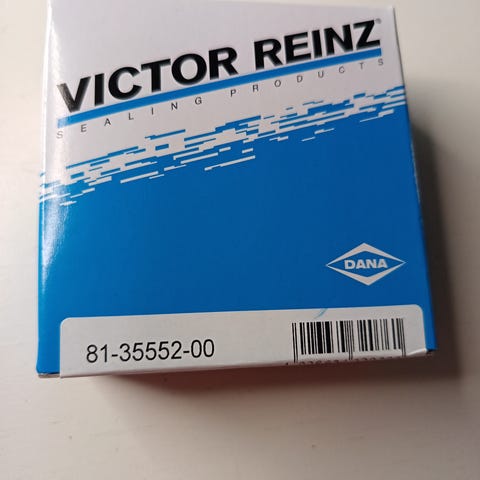 VICTOR REINZ®
SEALING PRODUCTS
DANA
81-35552-00